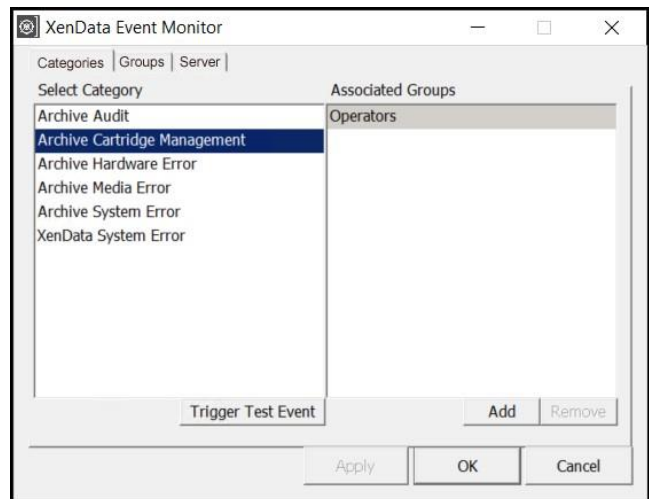 XenData Event Monitor
Categories Groups Server
Select Category Associated Groups
Archive Audit Operators
Archive Cartridge Management
Archive Hardware Error
Archive Media Error
Archive System Error
XenData System Error
Trigger Test Event Add Remove
Apply OK Cancel